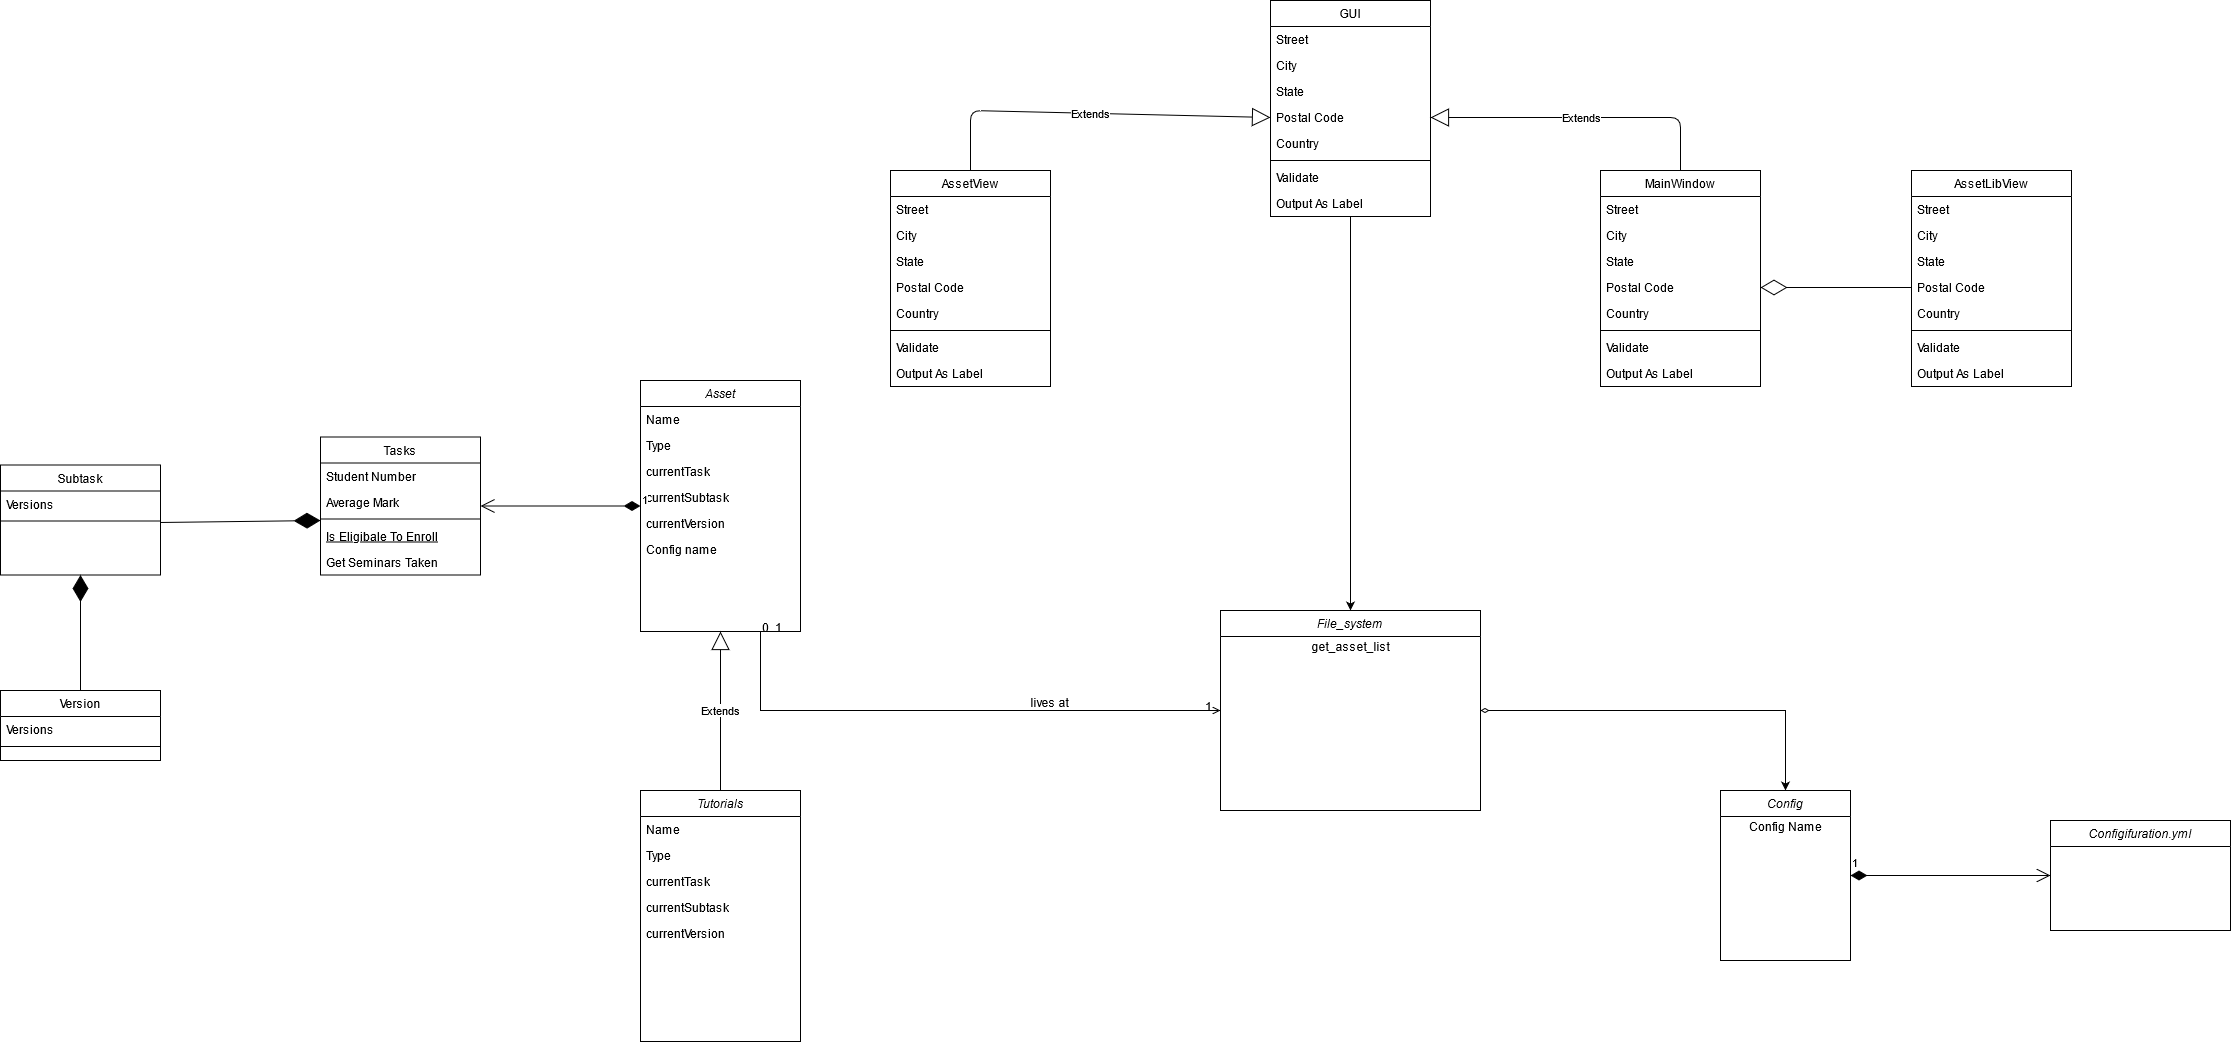 GUI
Street
City
State
Postal Code
Country
Validate
Output As Label
Extends
Extends
AssetView
Street
City
State
Postal Code
Country
Validate
Output As Label
MainWindow
Street
City
State
Postal Code
Country
Validate
Output As Label
AssetLibView
Street
City
State
Postal Code
Country
Validate
Output As Label
Asset
Name
Type
currentTask
1
currentSubtask
currentVersion
Config name
0..1
Tasks
Student Number
Average Mark
Is Eligibale To Enroll
Get Seminars Taken
Subtask
Versions
Version
Versions
Extends
lives at
1
File_system
get_asset_list
Tutorials
Name
Type
currentTask
currentSubtask
currentVersion
Config
Config Name
1
Configifuration.yml